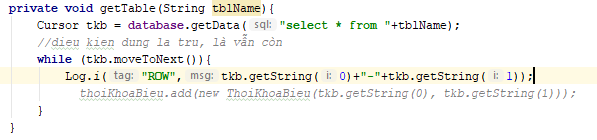 private void getTable(String tblName){
Cursor tkb = database.getData( sql: "select * from "+tblName);
//dieu kien dung la tru, là vẫn còn
while (tkb.moveToNext()){
Log.i( tag: "ROW", msg: tkb.getString( i: 0)+"-"+tkb.getString( i: 1));
thoiKhoaBieu.add(new ThoiKhoaBieu(tkb.getString(0), tkb.getString(1)));
}
}